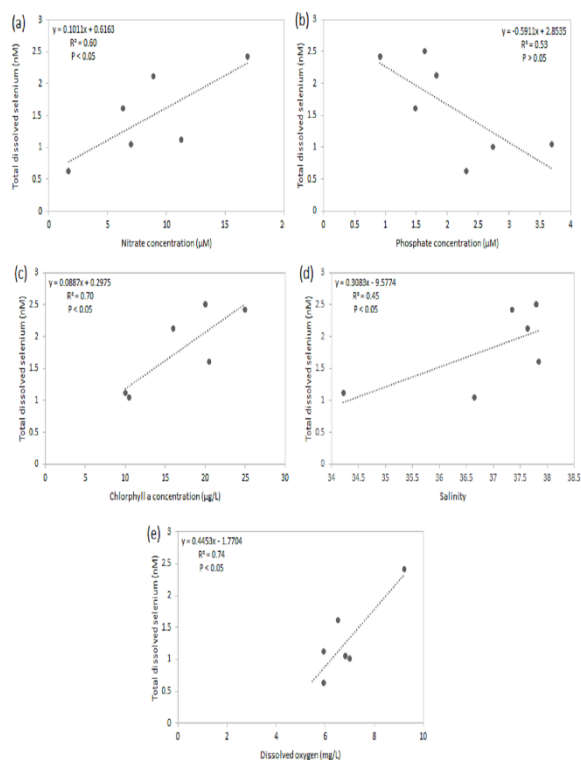 (a)
y = 0.1011x + 0.6163
R² = 0.60
P < 0.05
Total dissolved selenium (nM)
3
2.5
2
1.5
1
0.5
0
0 5 10 15 20
Nitrate concentration (µM)
(b)
y = -0.5911x + 2.8535
R² = 0.53
P > 0.05
Total dissolved selenium (nM)
3
2.5
2
1.5
1
0.5
0
0 0.5 1 1.5 2 2.5 3 3.5 4
Phosphate concentration (µM)
(c)
y = 0.0887x + 0.2975
R² = 0.70
P < 0.05
Total dissolved selenium (nM)
3
2.5
2
1.5
1
0.5
0
0 5 10 15 20 25 30
Chlorphyll a concentration (µg/L)
(d)
y = 0.3083x - 9.5774
R² = 0.45
P < 0.05
Total dissolved selenium (nM)
3
2.5
2
1.5
1
0.5
0
34 34.5 35 35.5 36 36.5 37 37.5 38 38.5
Salinity
(e)
y = 0.4453x - 1.7704
R² = 0.74
P < 0.05
Total dissolved selenium (nM)
3
2.5
2
1.5
1
0.5
0
0 2 4 6 8 10
Dissolved oxygen (mg/L)